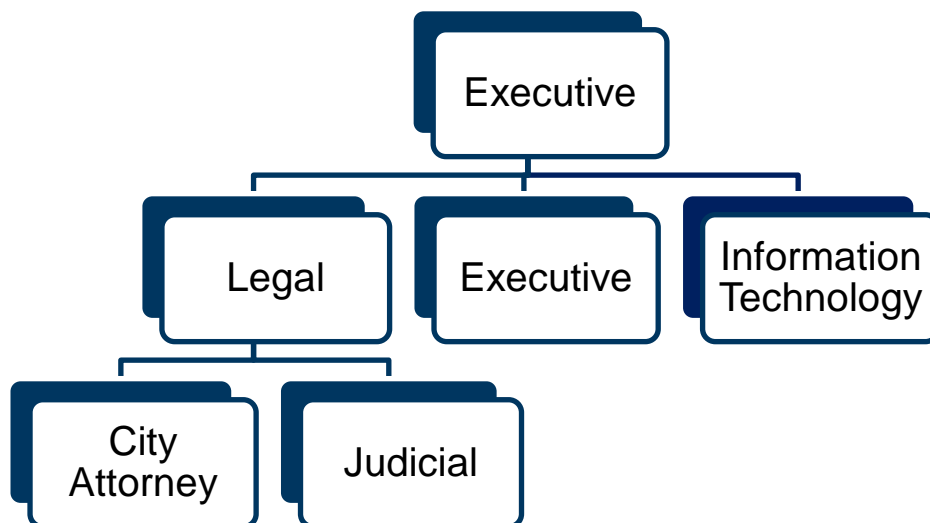 Executive
Legal
Executive
Information
Technology
City
Attorney
Judicial